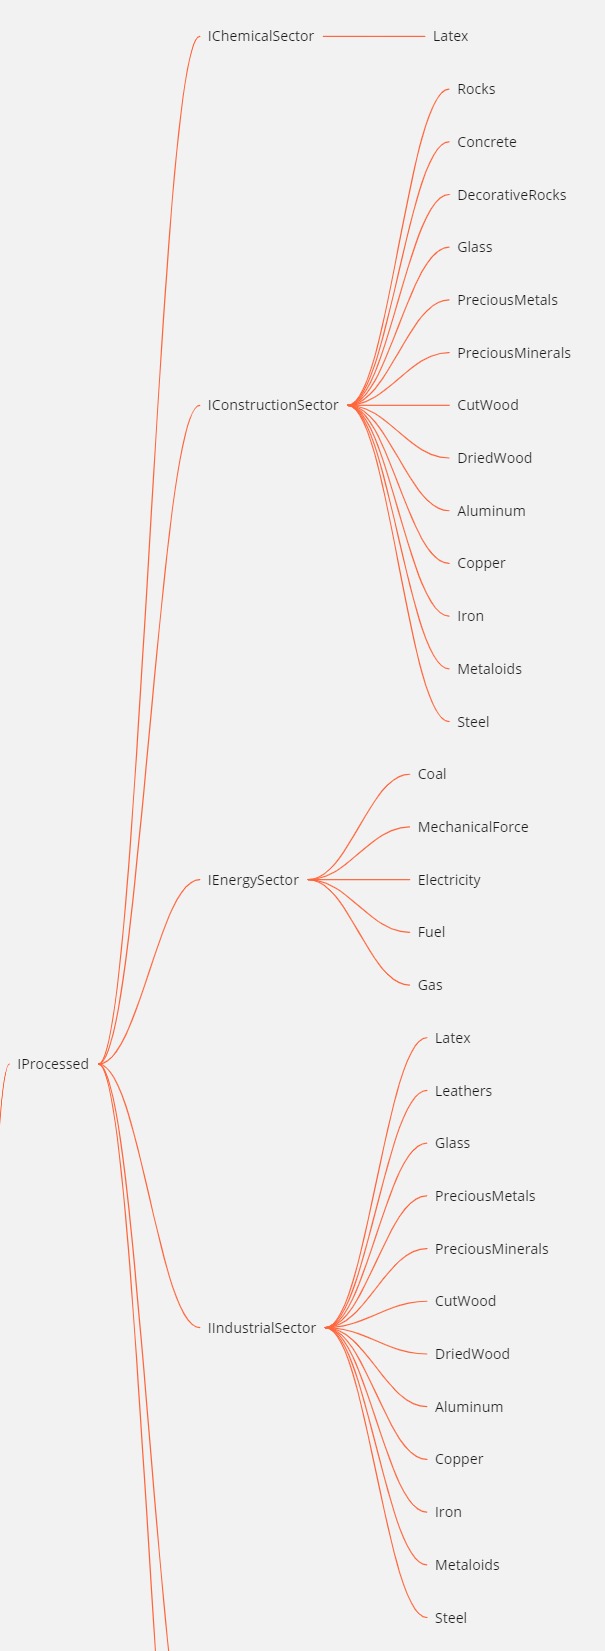 IChemicalSector
Latex
Rocks
Concrete
DecorativeRocks
Glass
PreciousMetals
PreciousMinerals
IConstructionSector
CutWood
DriedWood
Aluminum
Copper
Iron
Metaloids
Steel
Coal
MechanicalForce
IEnergySector
Electricity
Fuel
Gas
Latex
IProcessed
Leathers
Glass
PreciousMetals
PreciousMinerals
CutWood
IIndustrialSector
DriedWood
Aluminum
Copper
Iron
Metaloids
Steel